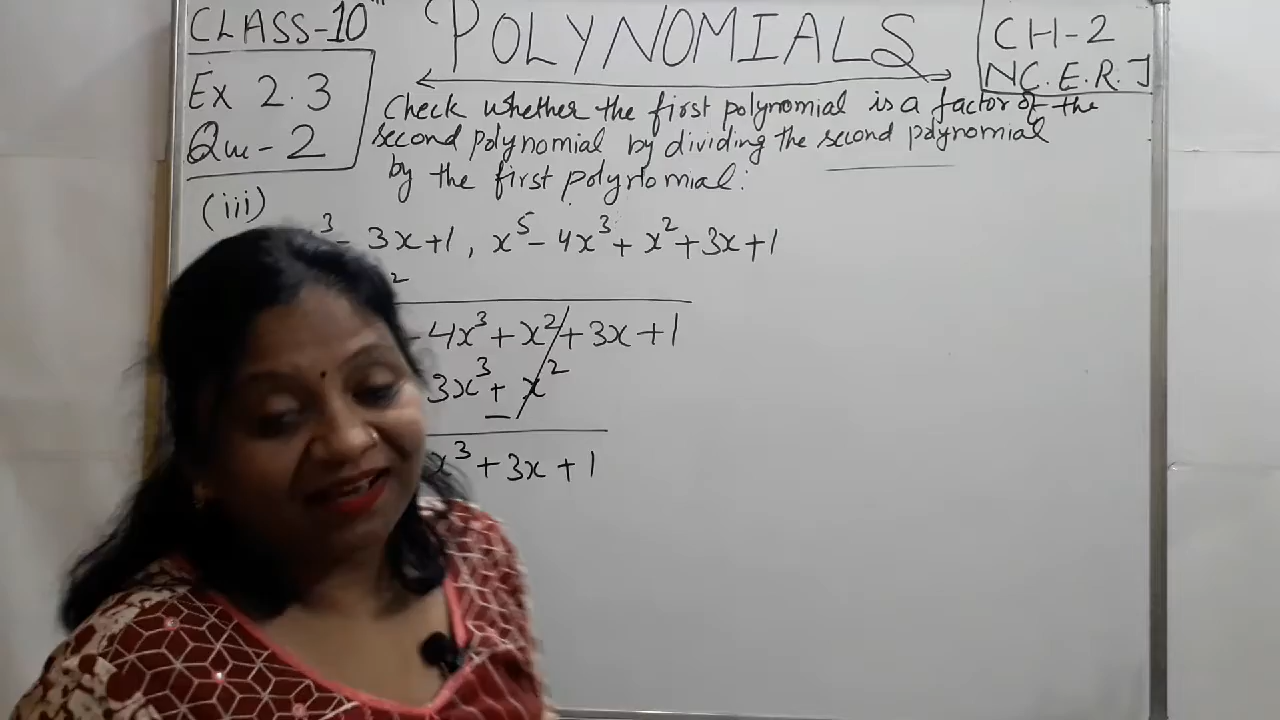 CLASS-10th
POLYNOMIALS
CH-2
N.C.E.R.T
Ex 2.3
Qu-2
Check whether the first polynomial is a factor of the
second polynomial by dividing the second polynomial
by the first polynomial:
(iii)
³ - 3x+1, x⁵ - 4x³ + x² + 3x + 1
²
- 4x³ + x² + 3x + 1
3x³ + x²
−
x³ + 3x + 1